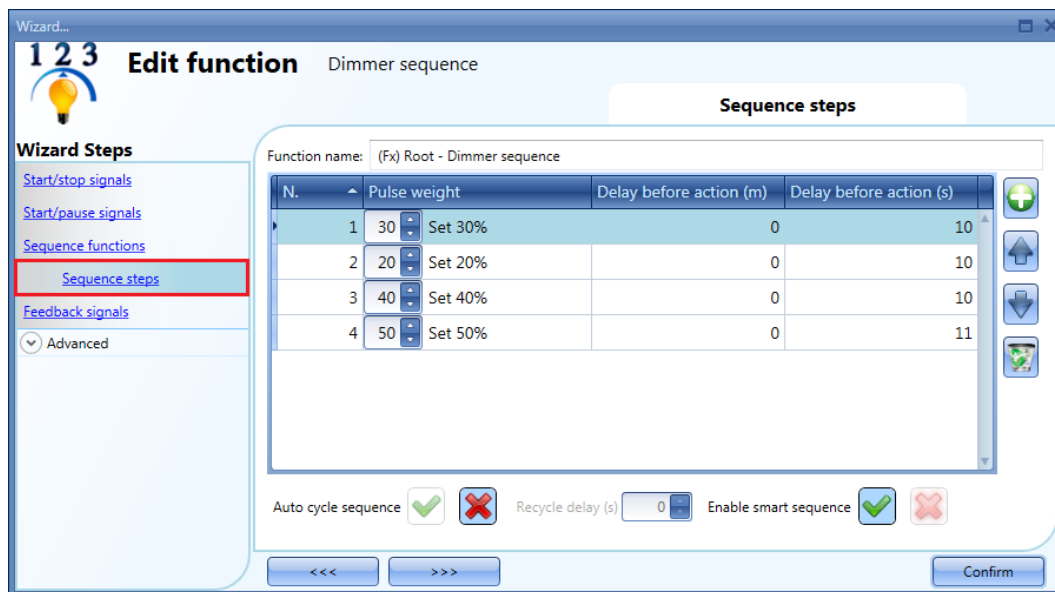 Wizard...
1 2 3
Edit function Dimmer sequence
Sequence steps
Wizard Steps
Start/stop signals
Start/pause signals
Sequence functions
Sequence steps
Feedback signals
Advanced
Function name: (Fx) Root - Dimmer sequence
N. Pulse weight Delay before action (m) Delay before action (s)
1 30 Set 30% 0 10
2 20 Set 20% 0 10
3 40 Set 40% 0 10
4 50 Set 50% 0 11
Auto cycle sequence Recycle delay (s) 0 Enable smart sequence
<<< >>> Confirm